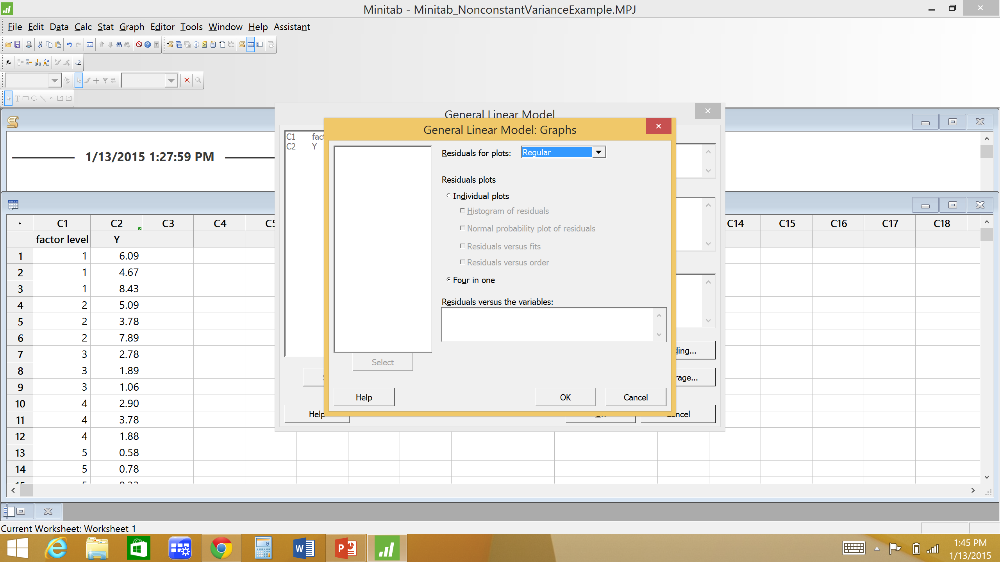 Minitab - Minitab_NonconstantVarianceExample.MPJ
File Edit Data Calc Stat Graph Editor Tools Window Help Assistant
General Linear Model
General Linear Model: Graphs
1/13/2015 1:27:59 PM
C1 fact
C2 Y
Residuals for plots: Regular
Residuals plots
Individual plots
Histogram of residuals
Normal probability plot of residuals
Residuals versus fits
Residuals versus order
Four in one
Residuals versus the variables:
Select
Help OK Cancel
ding...
rage...
Help OK ancel
C1 C2 C3 C4 C5 C14 C15 C16 C17 C18
factor level Y
1 1 6.09
2 1 4.67
3 1 8.43
4 2 5.09
5 2 3.78
6 2 7.89
7 3 2.78
8 3 1.89
9 3 1.06
10 4 2.90
11 4 3.78
12 4 1.88
13 5 0.58
14 5 0.78
Current Worksheet: Worksheet 1
1:45 PM
1/13/2015